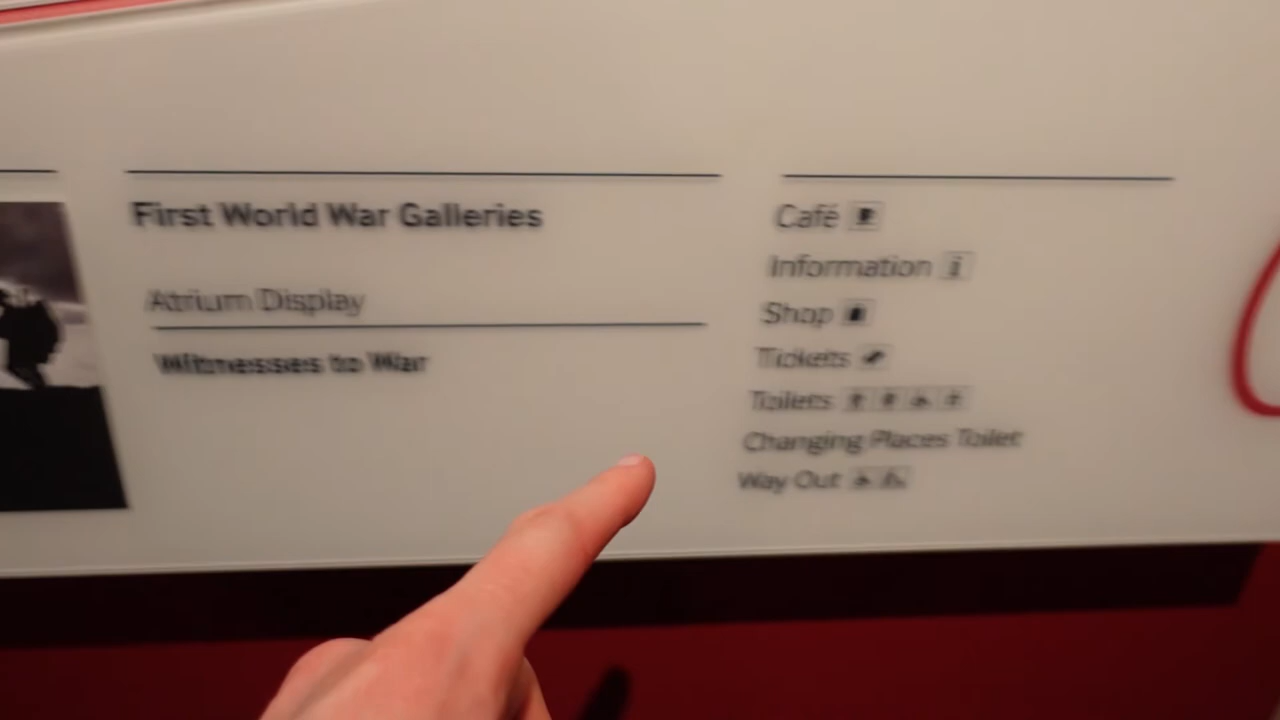 First World War Galleries
Atrium Display
Witnesses to War
Café
Information
Shop
Tickets
Toilets
Changing Places Toilet
Way Out